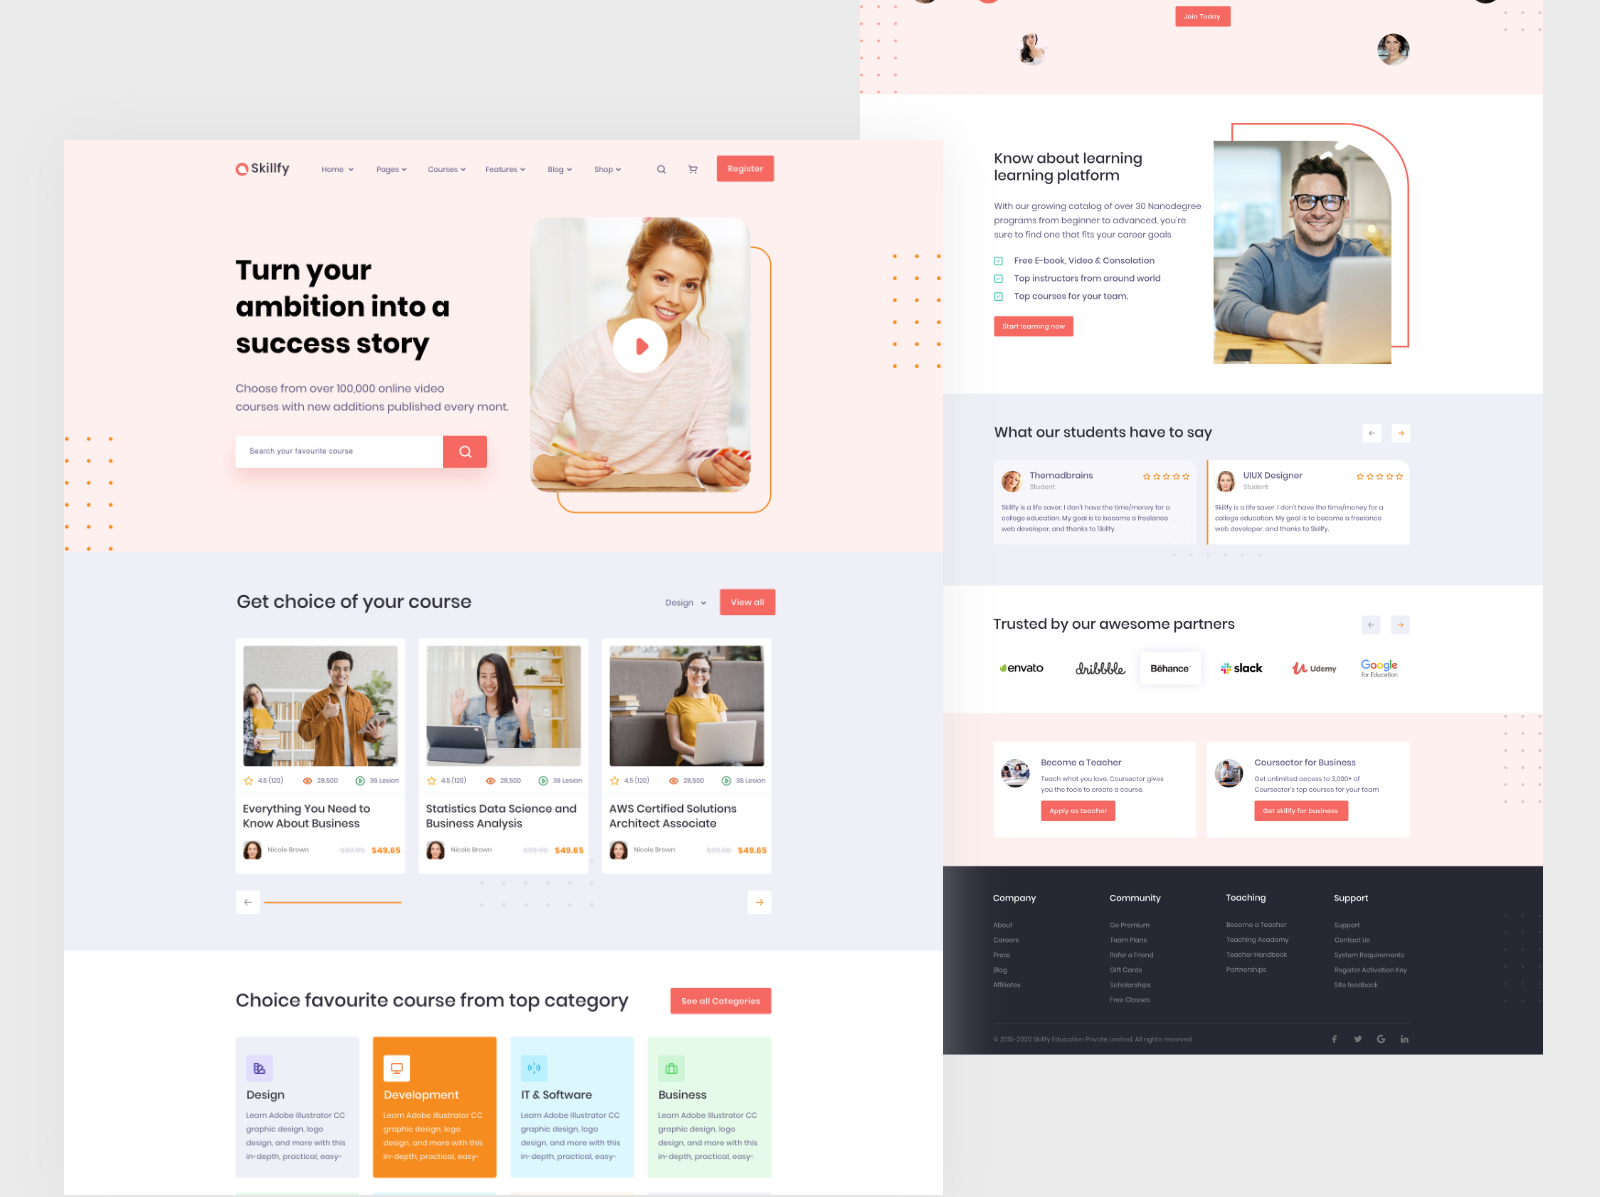 Skillfy
Home
Pages
Courses
Features
Blog
Shop
Register
Turn your
ambition into a
success story
Choose from over 100,000 online video
courses with new additions published every mont.
Search your favourite course
Get choice of your course
Design
View all
4.5 (120)
28,500
36 Lesion
Everything You Need to
Know About Business
Nicole Brown
$99.99
$49.65
4.5 (120)
28,500
36 Lesion
Statistics Data Science and
Business Analysis
Nicole Brown
$99.99
$49.65
4.5 (120)
28,500
36 Lesion
AWS Certified Solutions
Architect Associate
Nicole Brown
$99.99
$49.65
Choice favourite course from top category
See all Categories
Design
Learn Adobe Illustrator CC
graphic design, logo
design, and more with this
in-depth, practical, easy-
Development
Learn Adobe Illustrator CC
graphic design, logo
design, and more with this
in-depth, practical, easy-
IT & Software
Learn Adobe Illustrator CC
graphic design, logo
design, and more with this
in-depth, practical, easy-
Business
Learn Adobe Illustrator CC
graphic design, logo
design, and more with this
in-depth, practical, easy-
Join Today
Know about learning
learning platform
With our growing catalog of over 30 Nanodegree
programs from beginner to advanced, you're
sure to find one that fits your career goals
Free E-book, Video & Consolation
Top instructors from around world
Top courses for your team.
Start learning now
What our students have to say
Themadbrains
Student
Skillfy is a life saver. I don't have the time/money for a
college education. My goal is to become a freelance
web developer, and thanks to Skillfy.
UIUX Designer
Student
Skillfy is a life saver. I don't have the time/money for a
college education. My goal is to become a freelance
web developer, and thanks to Skillfy.
Trusted by our awesome partners
envato
dribbble
Bēhance
slack
Udemy
Google
for Education
Become a Teacher
Teach what you love. Coursector gives
you the tools to create a course.
Apply as teacher
Coursector for Business
Get unlimited access to 3,000+ of
Coursector's top courses for your team
Get skillfy for business
Company
About
Careers
Press
Blog
Affiliates
Community
Go Premium
Team Plans
Refer a Friend
Gift Cards
Scholarships
Free Classes
Teaching
Become a Teacher
Teaching Academy
Teacher Handbook
Partnerships
Support
Support
Contact Us
System Requirements
Register Activation Key
Site feedback
© 2015-2020 Skillfy Education Private Limited. All rights reserved